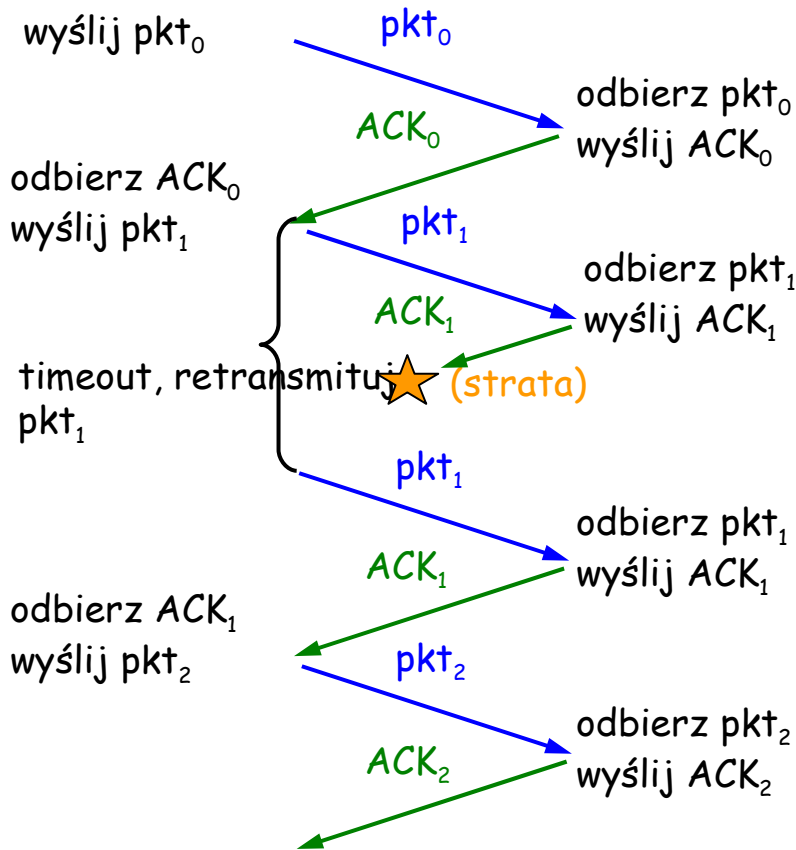 wyślij pkt₀
pkt₀
odbierz pkt₀
wyślij ACK₀
ACK₀
odbierz ACK₀
wyślij pkt₁
pkt₁
odbierz pkt₁
wyślij ACK₁
ACK₁
timeout, retransmituj
pkt₁
(strata)
pkt₁
odbierz pkt₁
wyślij ACK₁
ACK₁
odbierz ACK₁
wyślij pkt₂
pkt₂
odbierz pkt₂
wyślij ACK₂
ACK₂